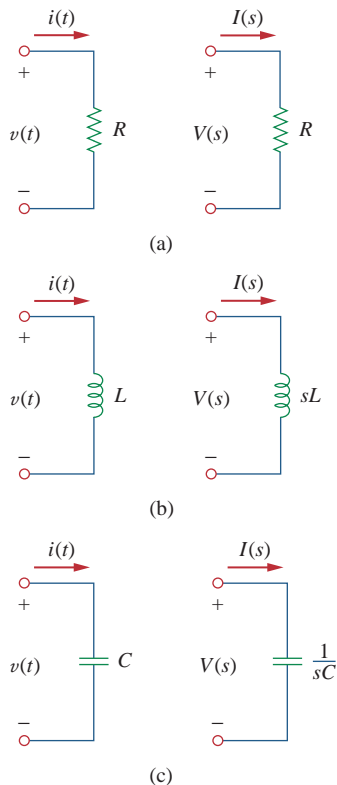 i(t) I(s)
+ +
v(t) R V(s) R
− −
(a)
i(t) I(s)
+ +
v(t) L V(s) sL
− −
(b)
i(t) I(s)
+ +
v(t) C V(s) 1/sC
− −
(c)